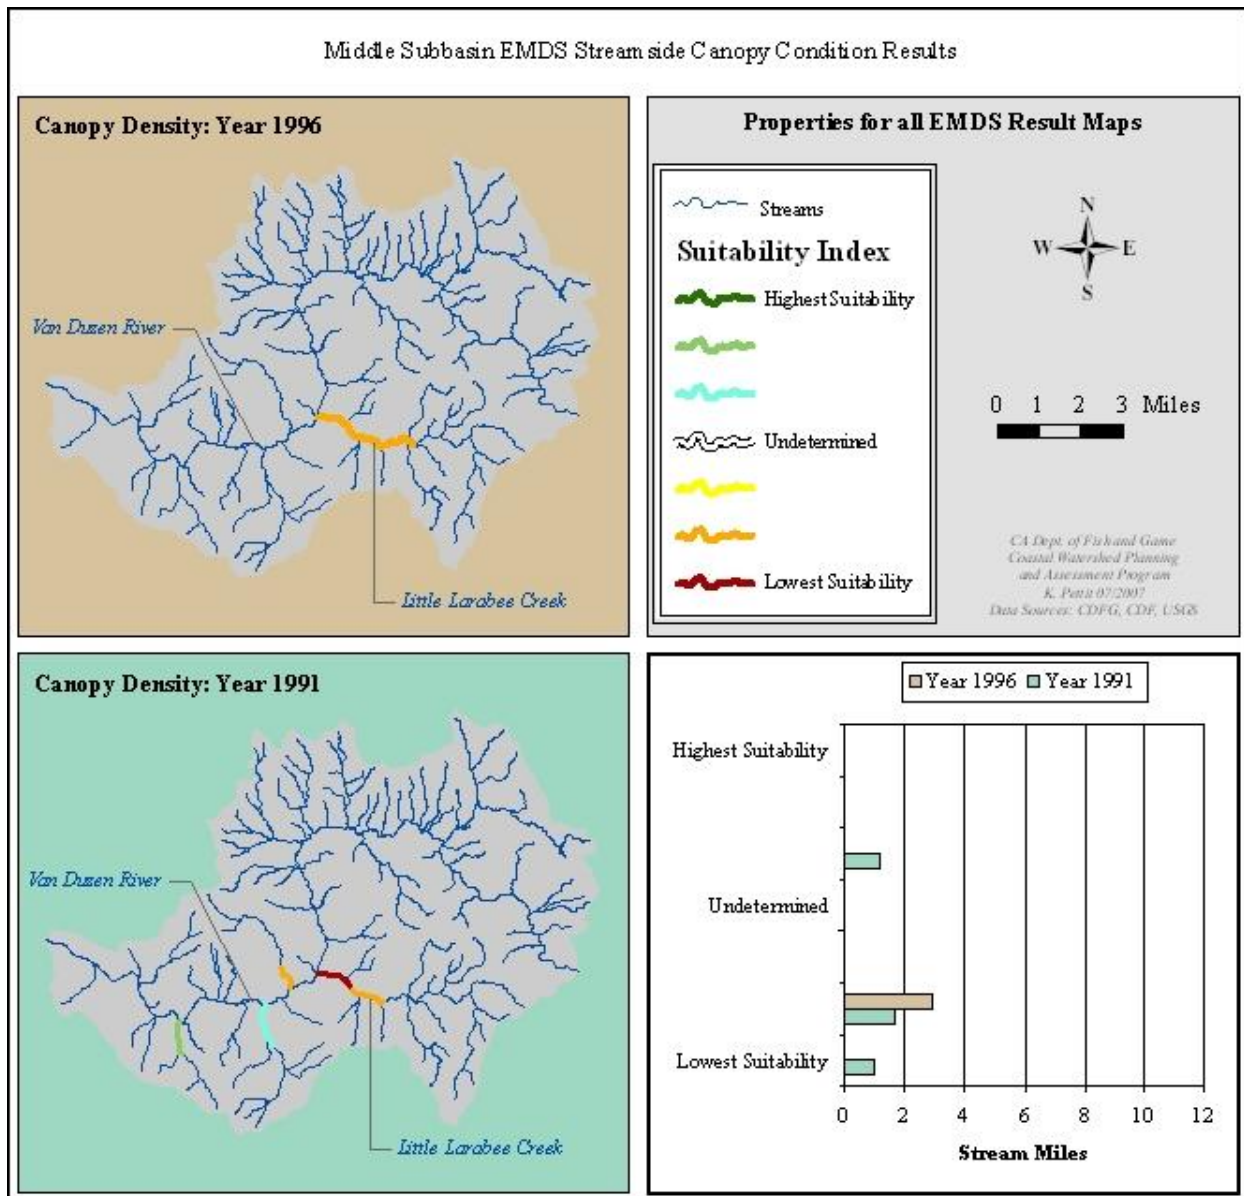 Middle Subbasin EMDS Streamside Canopy Condition Results
Canopy Density: Year 1996
Van Duzen River
Little Larabee Creek
Properties for all EMDS Result Maps
Streams
Suitability Index
Highest Suitability
Undetermined
Lowest Suitability
N
W E
S
0 1 2 3 Miles
CA Dept. of Fish and Game
Coastal Watershed Planning
and Assessment Program
K. Pettit 07/2007
Data Sources: CDFG, CDF, USGS
Canopy Density: Year 1991
Van Duzen River
Little Larabee Creek
Year 1996 Year 1991
Highest Suitability
Undetermined
Lowest Suitability
0 2 4 6 8 10 12
Stream Miles